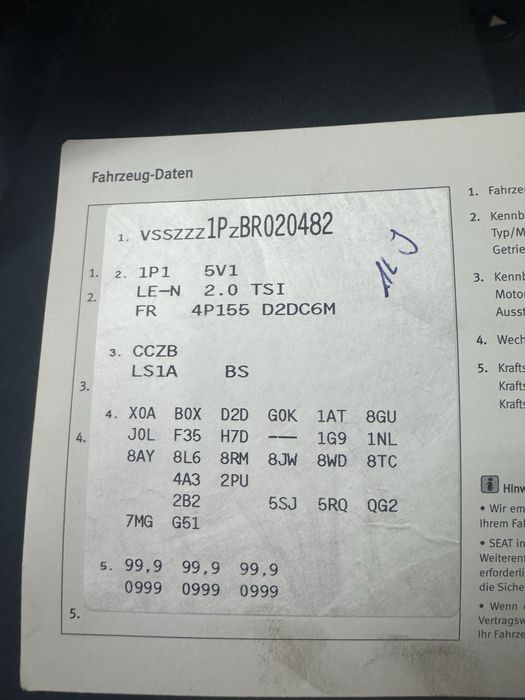 Fahrzeug-Daten
1. VSSZZZ1PZBR020482
1.
2. 1P1 5V1
LE-N 2.0 TSI
2.
FR 4P155 D2DC6M
3. CCZB
LS1A BS
3.
4. X0A B0X D2D G0K 1AT 8GU
4.
J0L F35 H7D --- 1G9 1NL
8AY 8L6 8RM 8JW 8WD 8TC
4A3 2PU
2B2 5SJ 5RQ QG2
7MG G51
5. 99,9 99,9 99,9
0999 0999 0999
5.
1. Fahrze
2. Kennb
Typ/M
Getrie
3. Kennb
Motor
Ausst
4. Wech
5. Krafts
Krafts
Krafts
i Hinw
• Wir em
Ihrem Fah
• SEAT in
Weiteren
erforderli
die Siche
• Wenn
Vertragsw
Ihr Fahrze